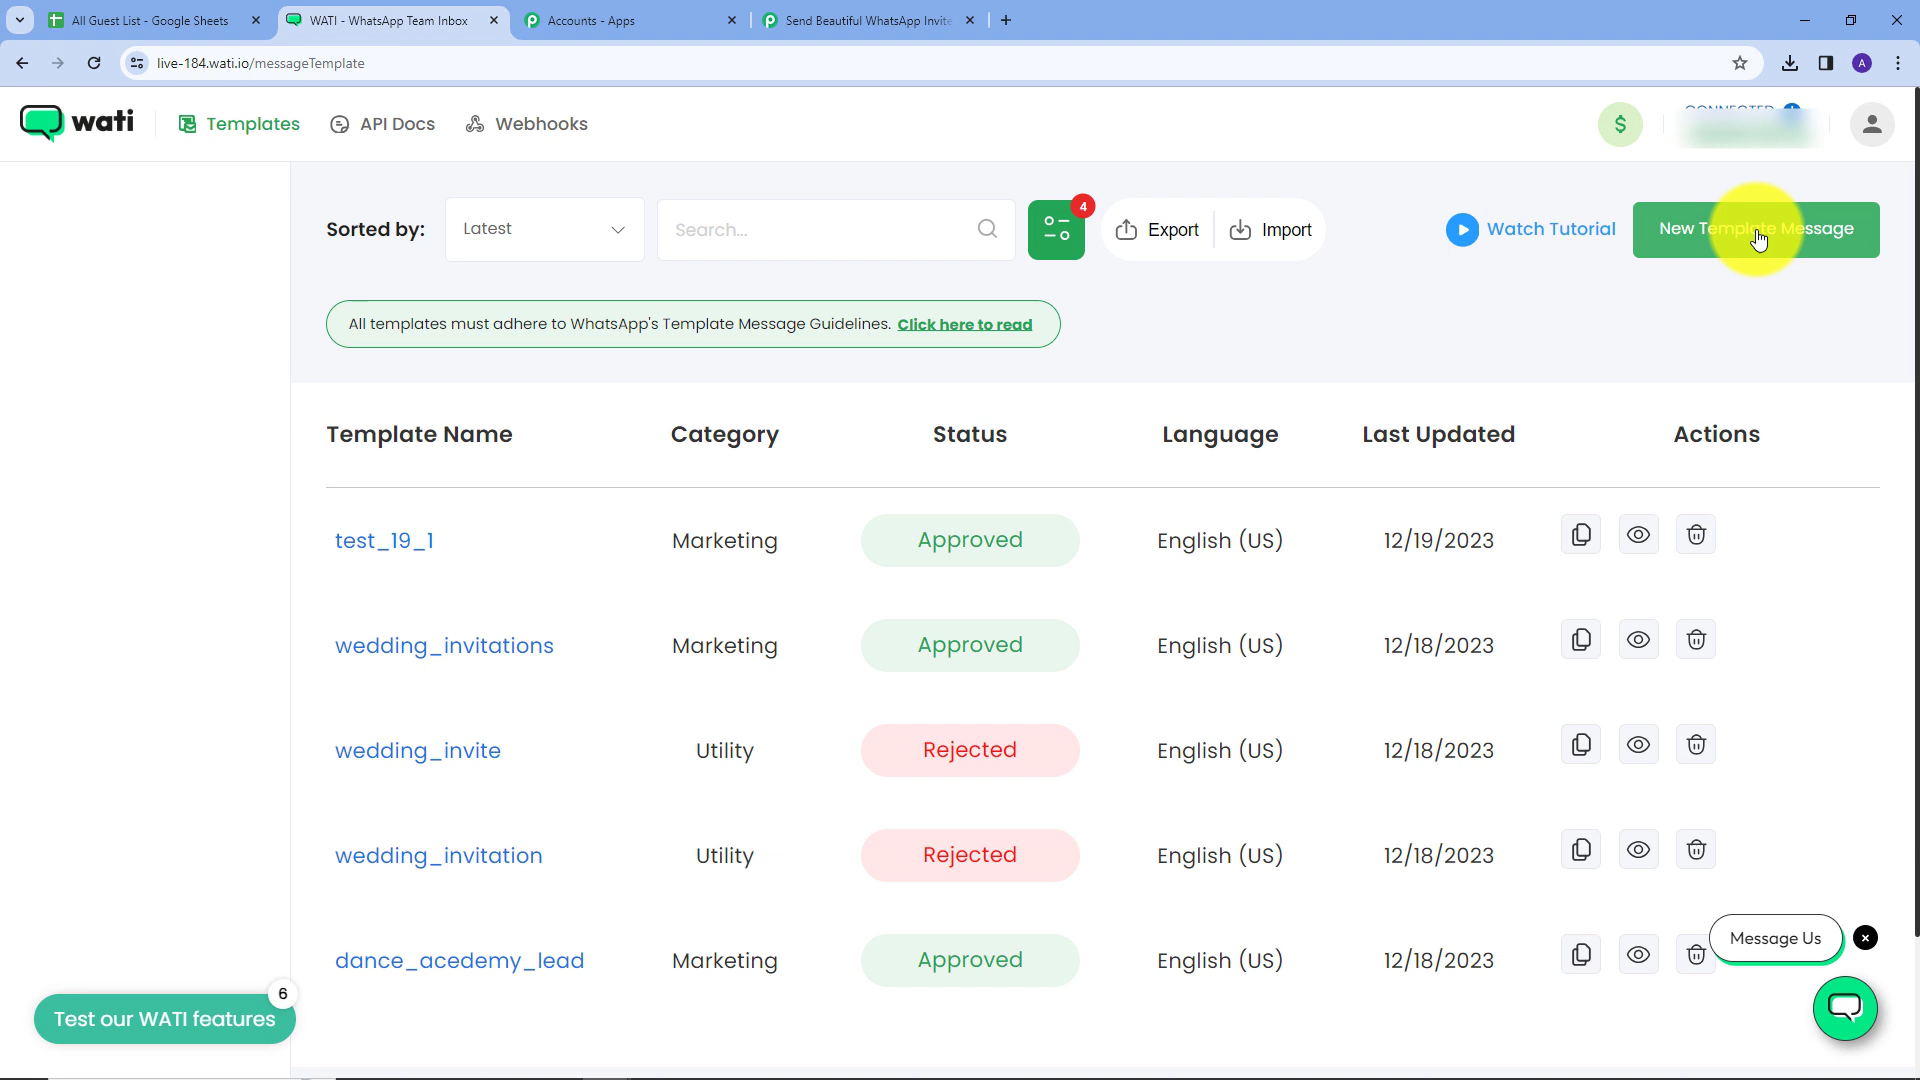 All Guest List - Google Sheets
WATI - WhatsApp Team Inbox
Accounts - Apps
Send Beautiful WhatsApp Invite
live-184.wati.io/messageTemplate
A
wati
Templates
API Docs
Webhooks
$
CONNECTED
Sorted by:
Latest
Search...
4
Export
Import
Watch Tutorial
New Template Message
All templates must adhere to WhatsApp's Template Message Guidelines. Click here to read
Template Name Category Status Language Last Updated Actions
test_19_1 Marketing Approved English (US) 12/19/2023
wedding_invitations Marketing Approved English (US) 12/18/2023
wedding_invite Utility Rejected English (US) 12/18/2023
wedding_invitation Utility Rejected English (US) 12/18/2023
dance_acedemy_lead Marketing Approved English (US) 12/18/2023
Message Us
6
Test our WATI features